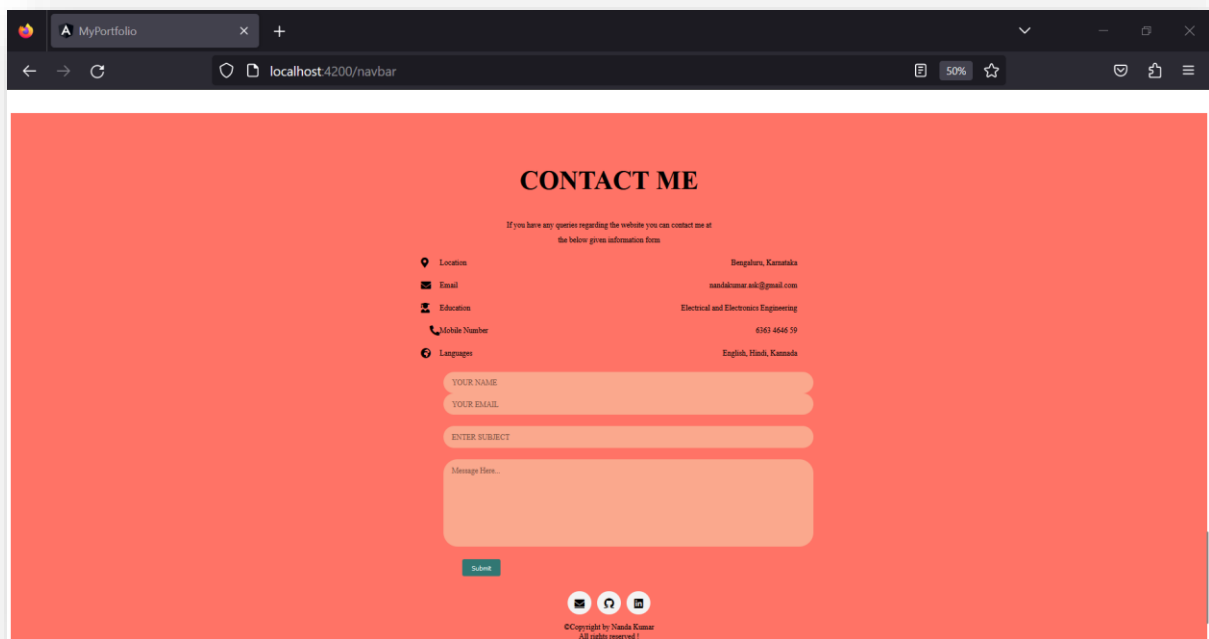 MyPortfolio
localhost:4200/navbar
50%
CONTACT ME
If you have any queries regarding the website you can contact me at
the below given information form
Location Bengaluru, Karnataka
Email nandakumar.ask@gmail.com
Education Electrical and Electronics Engineering
Mobile Number 6363 4646 59
Languages English, Hindi, Kannada
YOUR NAME
YOUR EMAIL
ENTER SUBJECT
Message Here...
Submit
©Copyright by Nanda Kumar
All rights reserved !